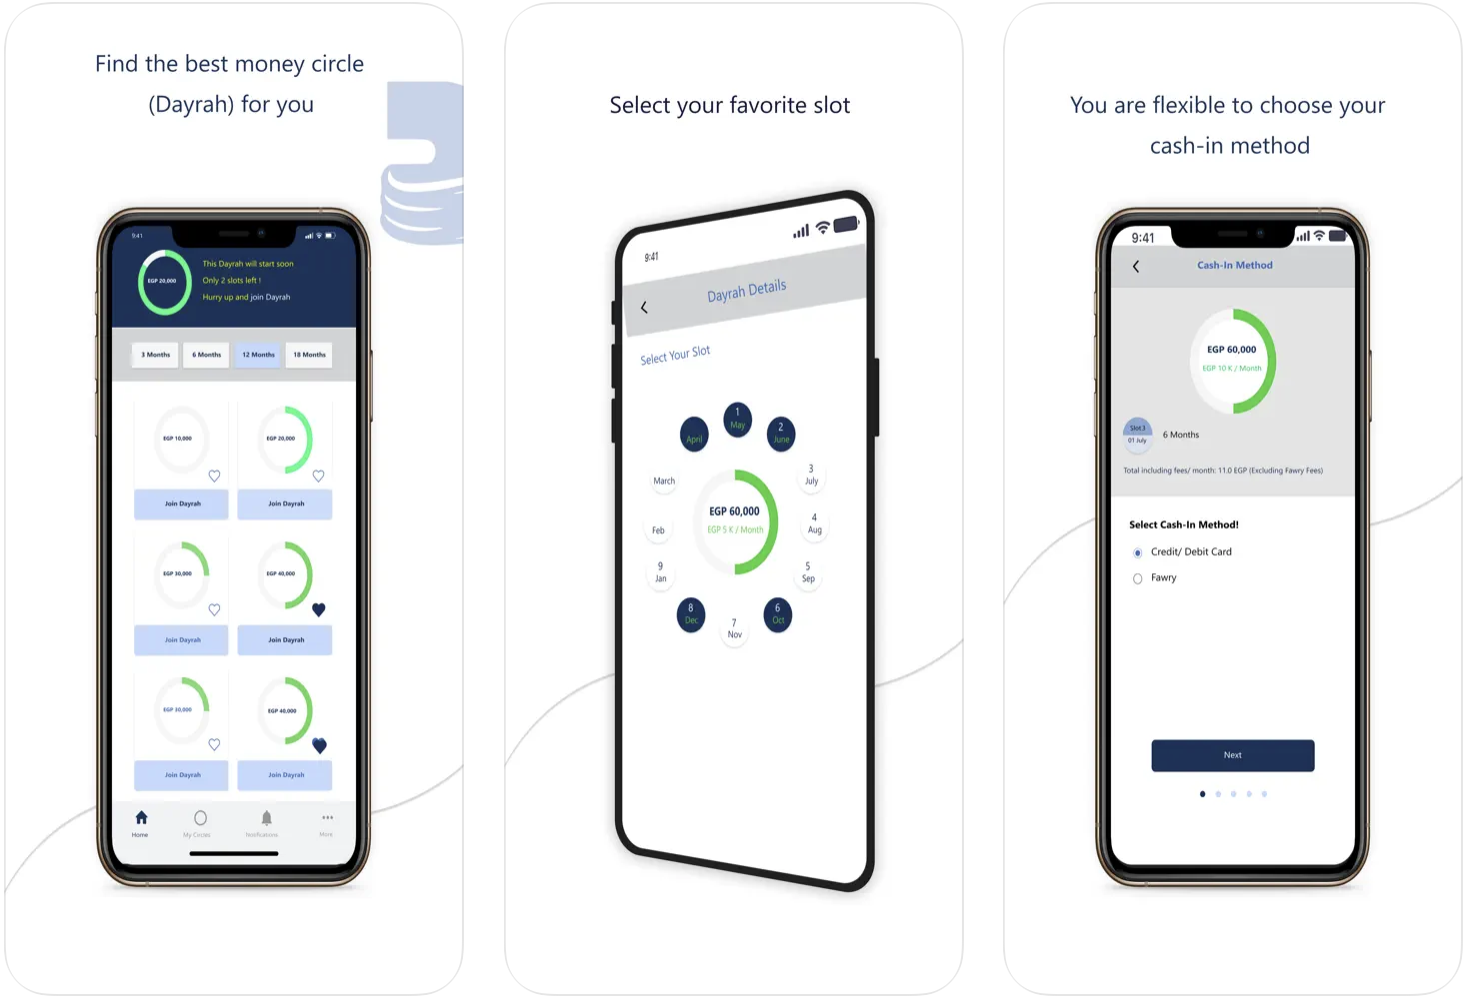 Find the best money circle
(Dayrah) for you
9:41
EGP 20,000
This Dayrah will start soon
Only 2 slots left !
Hurry up and join Dayrah
3 Months
6 Months
12 Months
18 Months
EGP 10,000
EGP 20,000
Join Dayrah
Join Dayrah
EGP 30,000
EGP 40,000
Join Dayrah
Join Dayrah
EGP 30,000
EGP 40,000
Join Dayrah
Join Dayrah
Home
My Circles
Notifications
More
Select your favorite slot
9:41
Dayrah Details
Select Your Slot
1
May
2
June
3
July
4
Aug
5
Sep
6
Oct
7
Nov
8
Dec
9
Jan
Feb
March
April
EGP 60,000
EGP 5 K / Month
You are flexible to choose your
cash-in method
9:41
Cash-In Method
EGP 60,000
EGP 10 K / Month
Slot.3
01 July
6 Months
Total including fees/ month: 11.0 EGP (Excluding Fawry Fees)
Select Cash-In Method!
Credit/ Debit Card
Fawry
Next